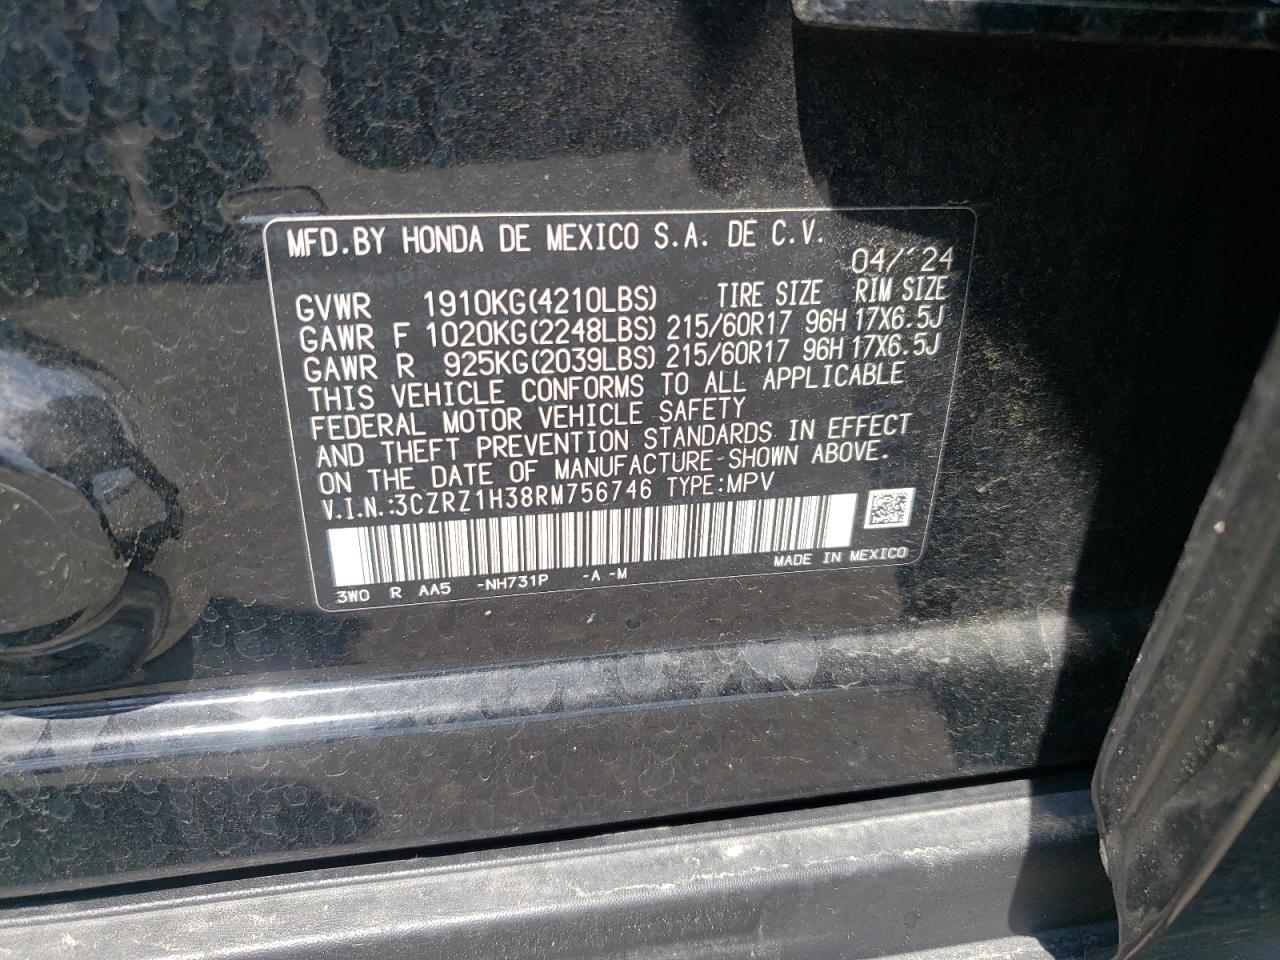 MFD.BY HONDA DE MEXICO S.A. DE C.V.
04/'24
GVWR 1910KG(4210LBS) TIRE SIZE RIM SIZE
GAWR F 1020KG(2248LBS) 215/60R17 96H 17X6.5J
GAWR R 925KG(2039LBS) 215/60R17 96H 17X6.5J
THIS VEHICLE CONFORMS TO ALL APPLICABLE
FEDERAL MOTOR VEHICLE SAFETY
AND THEFT PREVENTION STANDARDS IN EFFECT
ON THE DATE OF MANUFACTURE SHOWN ABOVE.
V.I.N.:3CZRZ1H38RM756746 TYPE:MPV
MADE IN MEXICO
3W0 R AA5 -NH731P -A -M